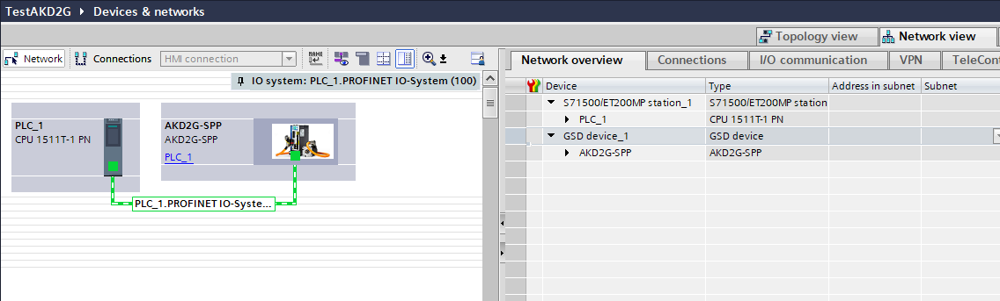 TestAKD2G ▸ Devices & networks
Topology view
Network view
Network
Connections
HMI connection
Network overview
Connections
I/O communication
VPN
TeleCont
IO system: PLC_1.PROFINET IO-System (100)
Device
Type
Address in subnet
Subnet
S71500/ET200MP station_1
S71500/ET200MP station
PLC_1
CPU 1511T-1 PN
GSD device_1
GSD device
AKD2G-SPP
AKD2G-SPP
PLC_1
CPU 1511T-1 PN
AKD2G-SPP
AKD2G-SPP
PLC_1
PLC_1.PROFINET IO-Syste...